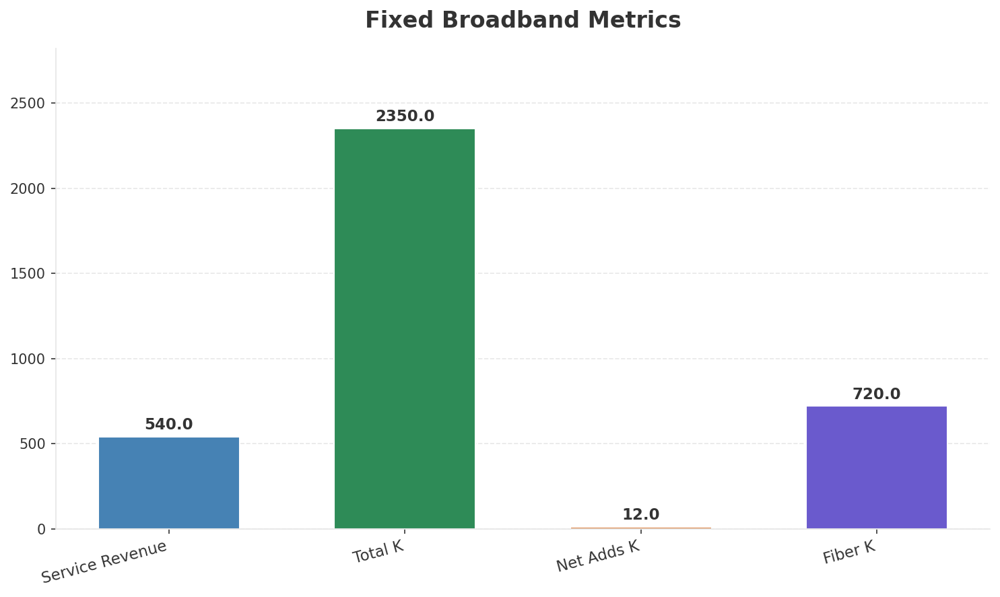 Fixed Broadband Metrics
2500
2000
1500
1000
500
0
540.0
2350.0
12.0
720.0
Service Revenue
Total K
Net Adds K
Fiber K